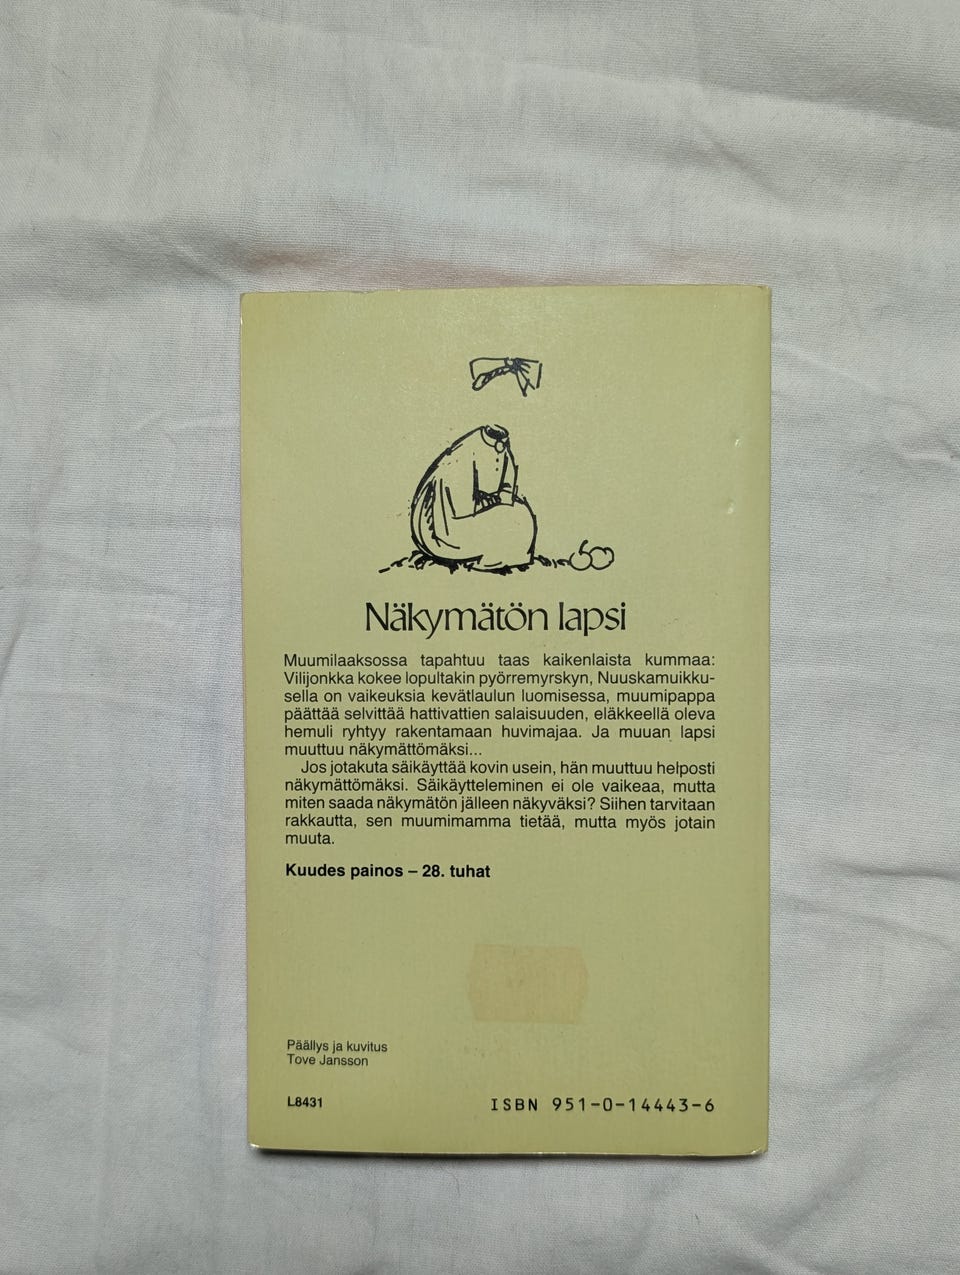 Näkymätön lapsi
Muumilaaksossa tapahtuu taas kaikenlaista kummaa:
Vilijonkka kokee lopultakin pyörremyrskyn, Nuuskamuikku-
sella on vaikeuksia kevätlaulun luomisessa, muumipappa
päättää selvittää hattivattien salaisuuden, eläkkeellä oleva
hemuli ryhtyy rakentamaan huvimajaa. Ja muuan lapsi
muuttuu näkymättömäksi...
Jos jotakuta säikäyttää kovin usein, hän muuttuu helposti
näkymättömäksi. Säikäytteleminen ei ole vaikeaa, mutta
miten saada näkymätön jälleen näkyväksi? Siihen tarvitaan
rakkautta, sen muumimamma tietää, mutta myös jotain
muuta.
Kuudes painos – 28. tuhat
Päällys ja kuvitus
Tove Jansson
L8431
ISBN 951-0-14443-6